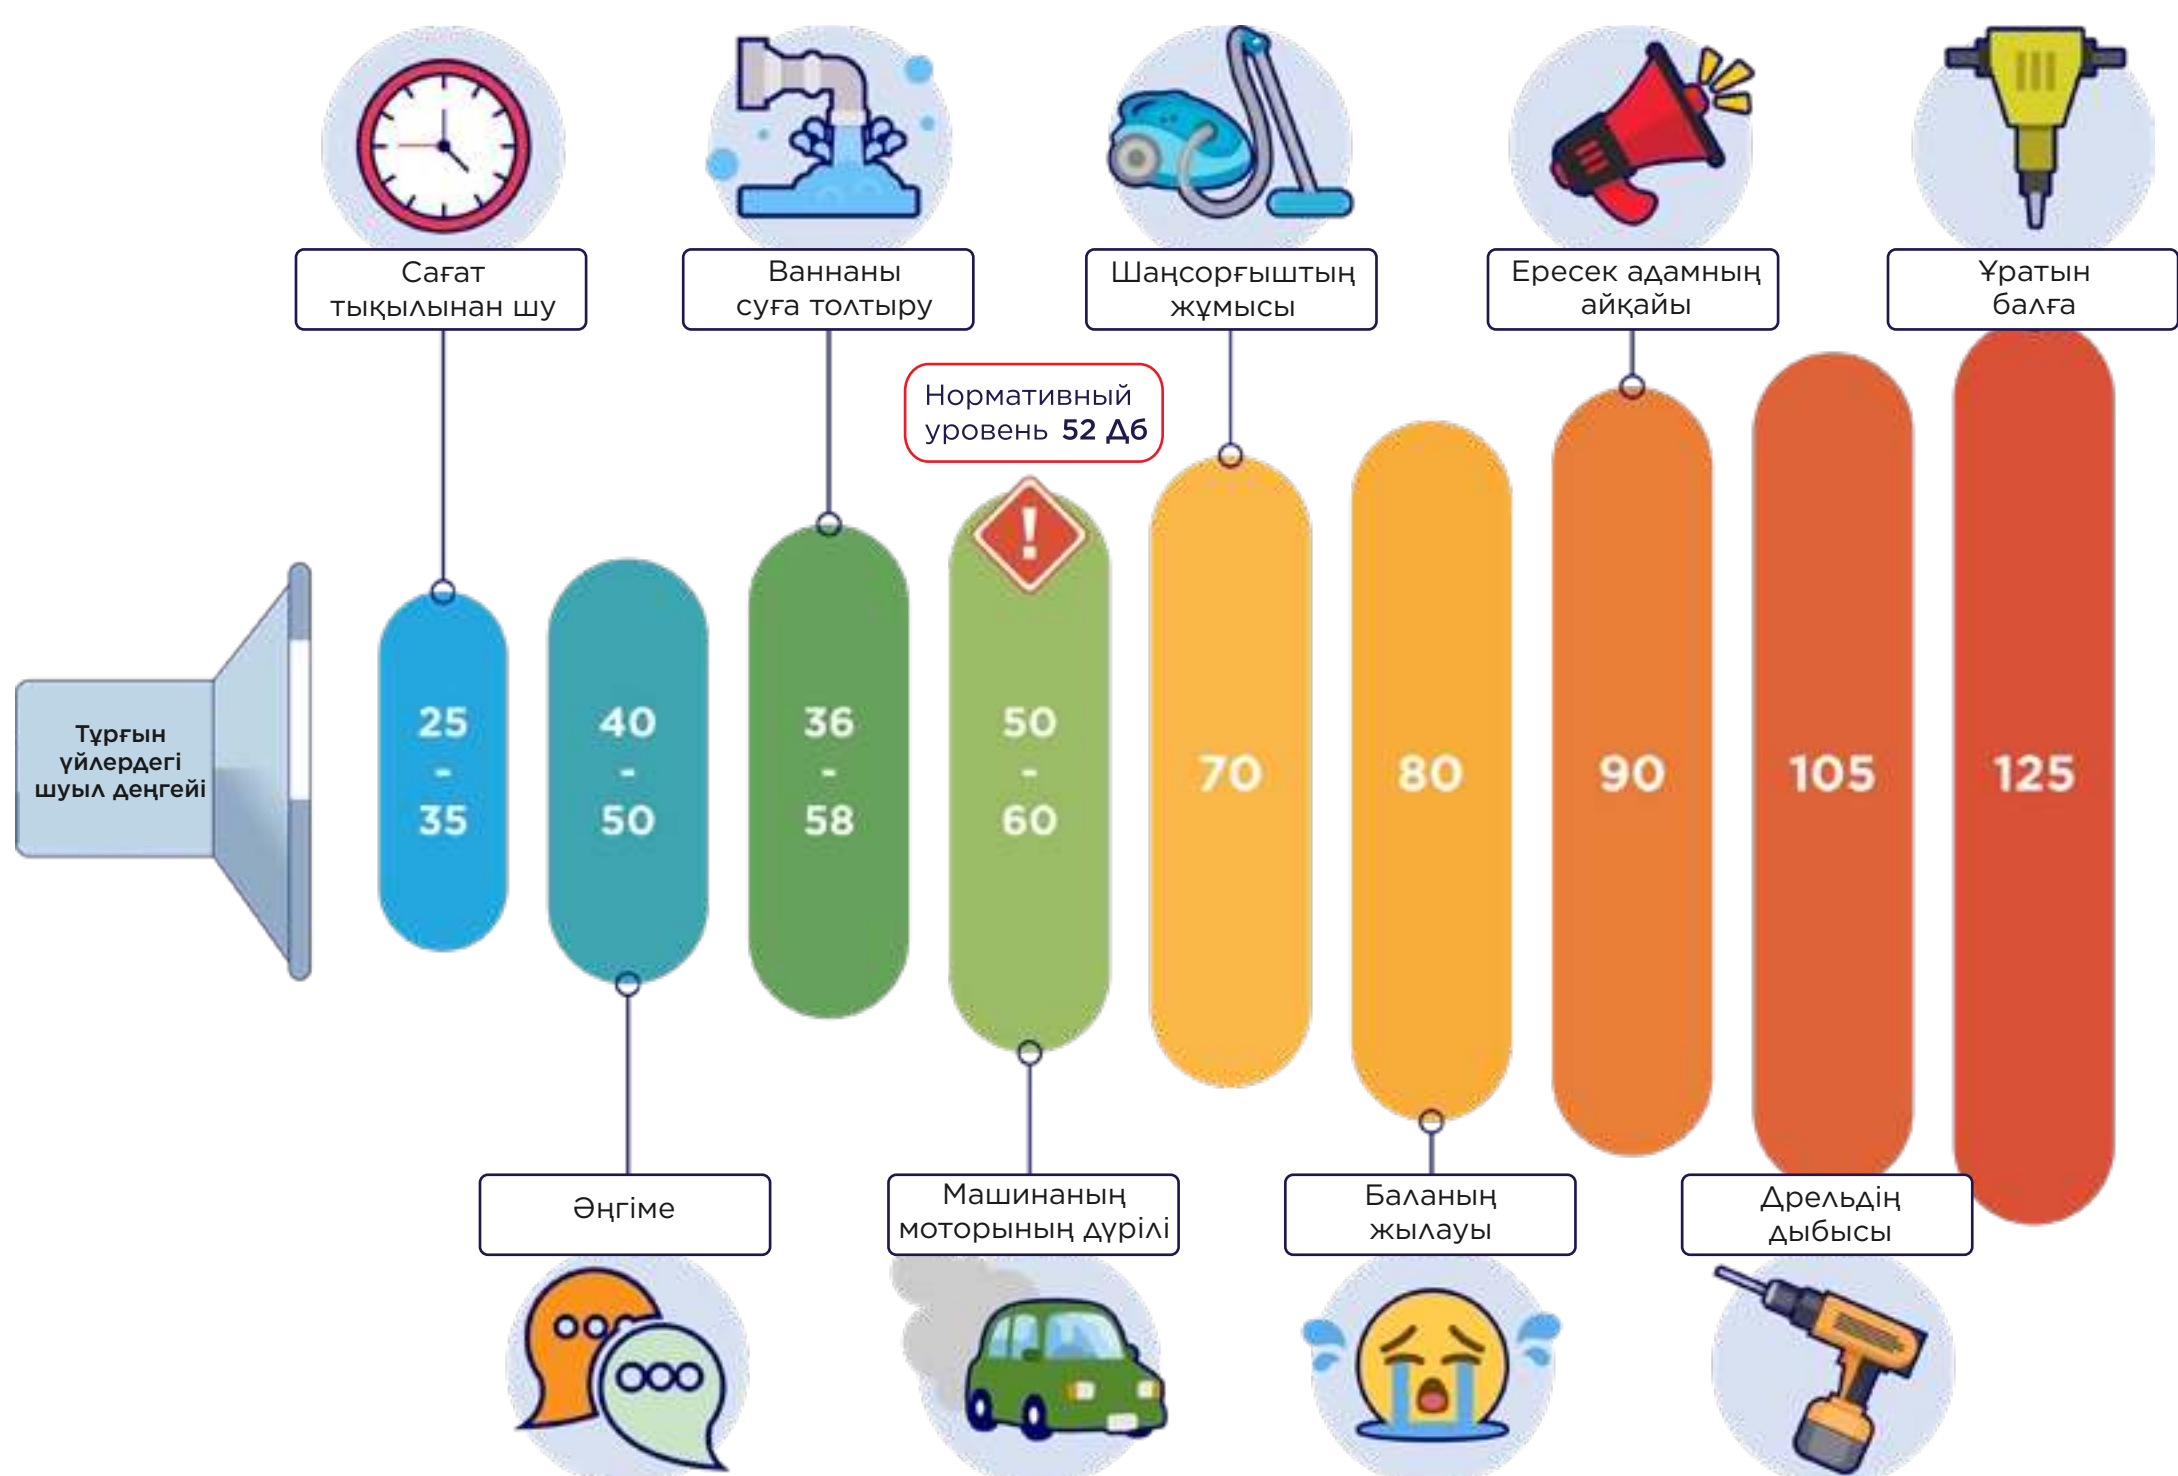 Сағат
тықылынан шу
Ваннаны
суға толтыру
Шаңсорғыштың
жұмысы
Ересек адамның
айқайы
Ұратын
балға
Нормативный
уровень 52 Дб
!
Тұрғын
үйлердегі
шуыл деңгейі
25
-
35
40
-
50
36
-
58
50
-
60
70
80
90
105
125
Әңгіме
Машинаның
моторының дүрілі
Баланың
жылауы
Дрельдің
дыбысы